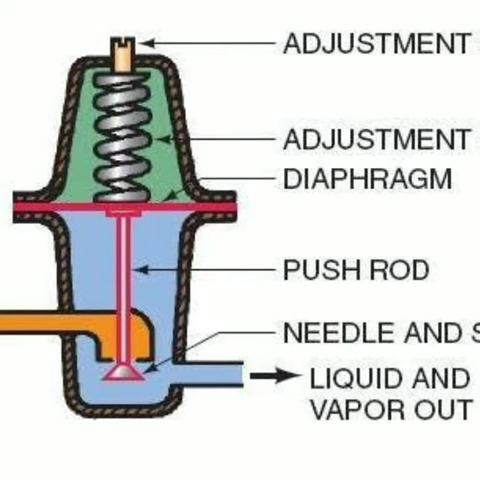 ADJUSTMENT
ADJUSTMENT
DIAPHRAGM
PUSH ROD
NEEDLE AND S
LIQUID AND
VAPOR OUT